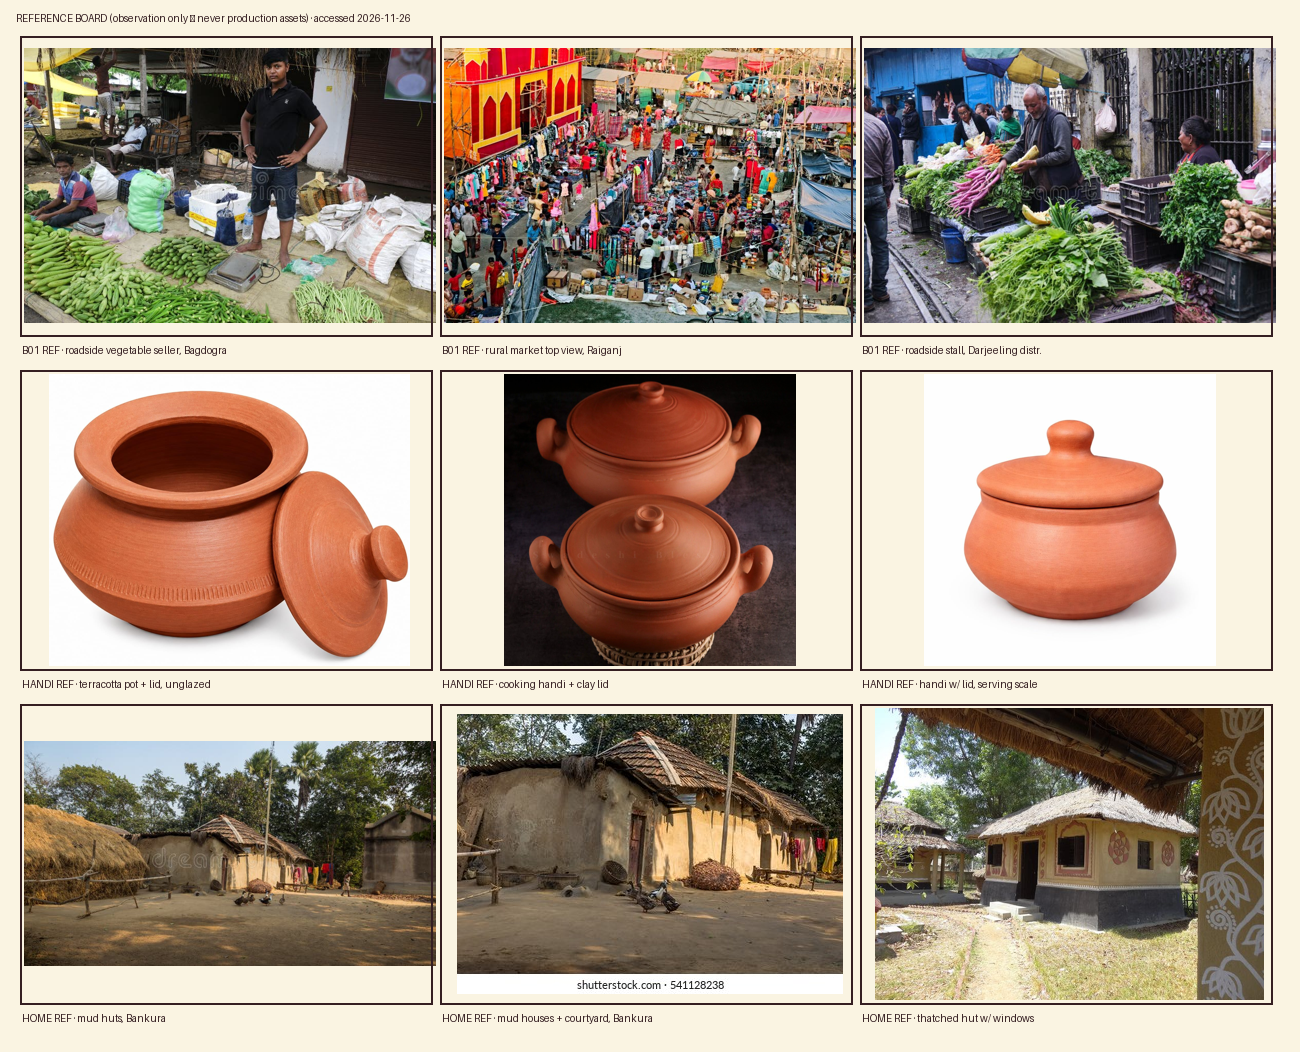 REFERENCE BOARD (observation only never production assets) · accessed 2026-11-26
B01 REF · roadside vegetable seller, Bagdogra
B01 REF · rural market top view, Raiganj
B01 REF · roadside stall, Darjeeling distr.
HANDI REF · terracotta pot + lid, unglazed
HANDI REF · cooking handi + clay lid
HANDI REF · handi w/ lid, serving scale
shutterstock.com · 541128238
HOME REF · mud huts, Bankura
HOME REF · mud houses + courtyard, Bankura
HOME REF · thatched hut w/ windows